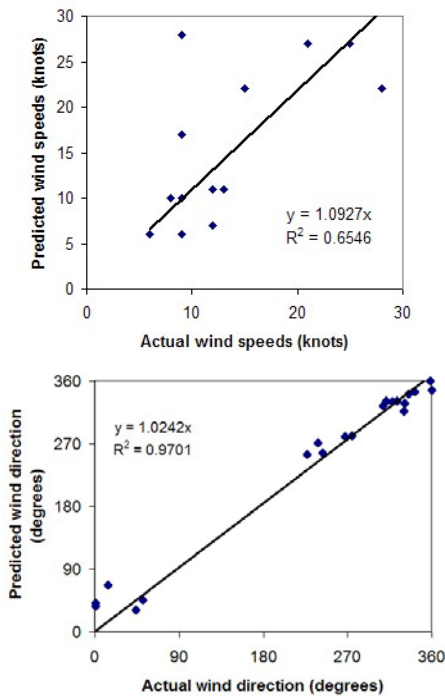 30
25
20
15
10
5
0
Predicted wind speeds (knots)
y = 1.0927x
R² = 0.6546
0 10 20 30
Actual wind speeds (knots)
360
270
180
90
0
Predicted wind direction
(degrees)
y = 1.0242x
R² = 0.9701
0 90 180 270 360
Actual wind direction (degrees)